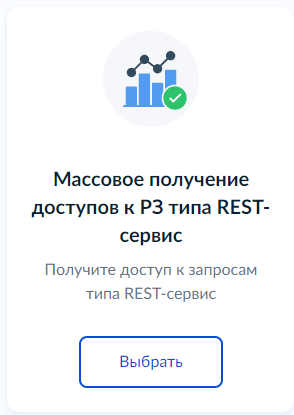 Массовое получение
доступов к РЗ типа REST-
сервис
Получите доступ к запросам
типа REST-сервис
Выбрать